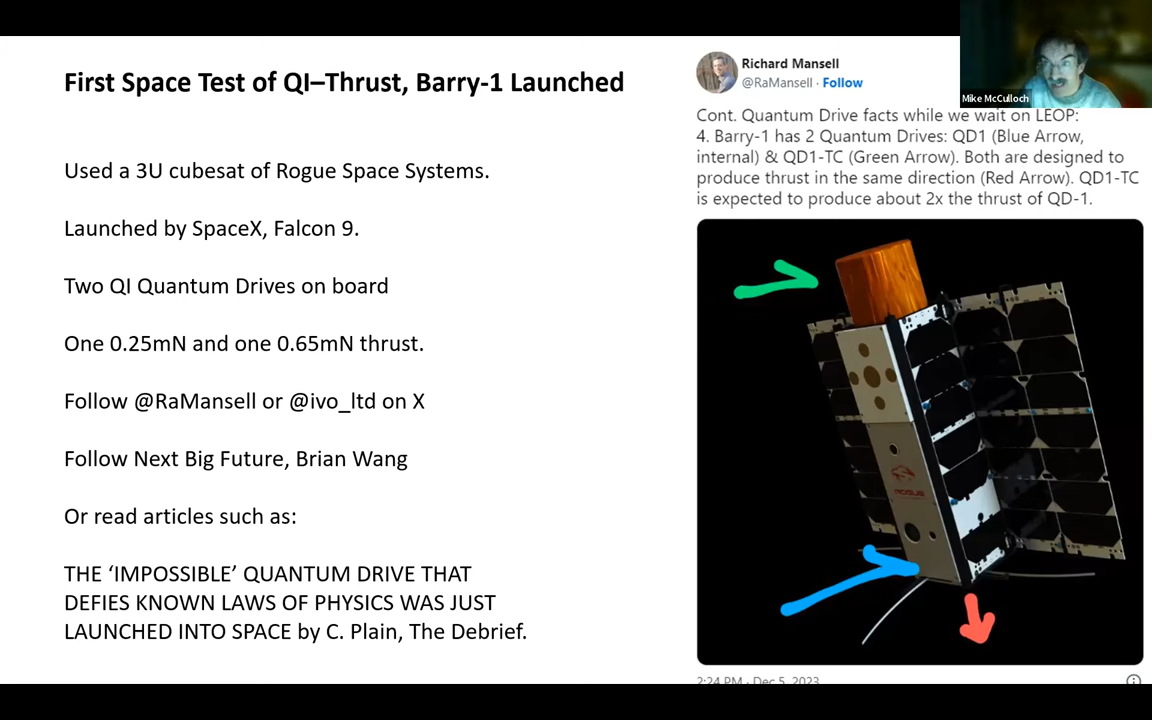 First Space Test of QI–Thrust, Barry-1 Launched
Used a 3U cubesat of Rogue Space Systems.
Launched by SpaceX, Falcon 9.
Two QI Quantum Drives on board
One 0.25mN and one 0.65mN thrust.
Follow @RaMansell or @ivo_ltd on X
Follow Next Big Future, Brian Wang
Or read articles such as:
THE ‘IMPOSSIBLE’ QUANTUM DRIVE THAT
DEFIES KNOWN LAWS OF PHYSICS WAS JUST
LAUNCHED INTO SPACE by C. Plain, The Debrief.
Richard Mansell
@RaMansell · Follow
Mike McCulloch
Cont. Quantum Drive facts while we wait on LEOP:
4. Barry-1 has 2 Quantum Drives: QD1 (Blue Arrow,
internal) & QD1-TC (Green Arrow). Both are designed to
produce thrust in the same direction (Red Arrow). QD1-TC
is expected to produce about 2x the thrust of QD-1.
ROGUE
2:24 PM · Dec 5, 2023